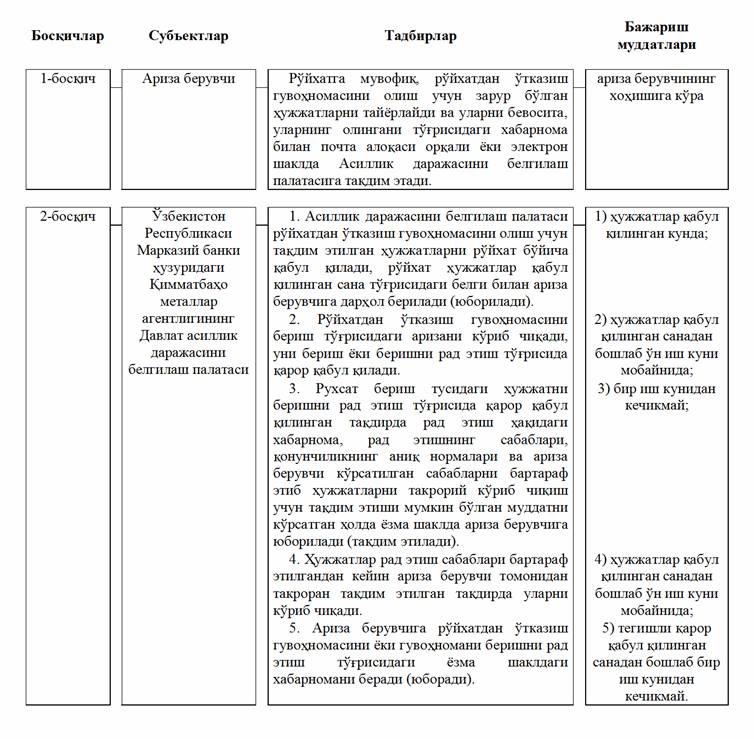 Босқичлар
Субъектлар
Тадбирлар
Бажариш
муддатлари
1-босқич
Ариза берувчи
Рўйхатга мувофиқ, рўйхатдан ўтказиш
гувоҳномасини олиш учун зарур бўлган
ҳужжатларни тайёрлайди ва уларни бевосита,
уларнинг олингани тўғрисидаги хабарнома
билан почта алоқаси орқали ёки электрон
шаклда Асиллик даражасини белгилаш
палатасига тақдим этади.
ариза берувчининг
хоҳишига кўра
2-босқич
Ўзбекистон
Республикаси
Марказий банки
ҳузуридаги
Қимматбаҳо
металлар
агентлигининг
Давлат асиллик
даражасини
белгилаш палатаси
1. Асиллик даражасини белгилаш палатаси
рўйхатдан ўтказиш гувоҳномасини олиш учун
тақдим этилган ҳужжатларни рўйхат бўйича
қабул қилади, рўйхат ҳужжатлар қабул
қилинган сана тўғрисидаги белги билан ариза
берувчига дарҳол берилади (юборилади).
2. Рўйхатдан ўтказиш гувоҳномасини
бериш тўғрисидаги аризани кўриб чиқади,
уни бериш ёки беришни рад этиш тўғрисида
қарор қабул қилади.
3. Рухсат бериш тусидаги ҳужжатни
беришни рад этиш тўғрисида қарор қабул
қилинган тақдирда рад этиш ҳақидаги
хабарнома, рад этишнинг сабаблари,
қонунчиликнинг аниқ нормалари ва ариза
берувчи кўрсатилган сабабларни бартараф
этиб ҳужжатларни такрорий кўриб чиқиш
учун тақдим этиши мумкин бўлган муддатни
кўрсатган ҳолда ёзма шаклда ариза берувчига
юборилади (тақдим этилади).
4. Ҳужжатлар рад этиш сабаблари бартараф
этилгандан кейин ариза берувчи томонидан
такроран тақдим этилган тақдирда уларни
кўриб чиқади.
5. Ариза берувчига рўйхатдан ўтказиш
гувоҳномасини ёки гувоҳномани беришни рад
этиш тўғрисидаги ёзма шаклдаги
хабарномани беради (юборади).
1) ҳужжатлар қабул
қилинган кунда;
2) ҳужжатлар қабул
қилинган санадан
бошлаб ўн иш куни
мобайнида;
3) бир иш кунидан
кечикмай;
4) ҳужжатлар қабул
қилинган санадан
бошлаб ўн иш куни
мобайнида;
5) тегишли қарор
қабул қилинган
санадан бошлаб бир
иш кунидан
кечикмай.